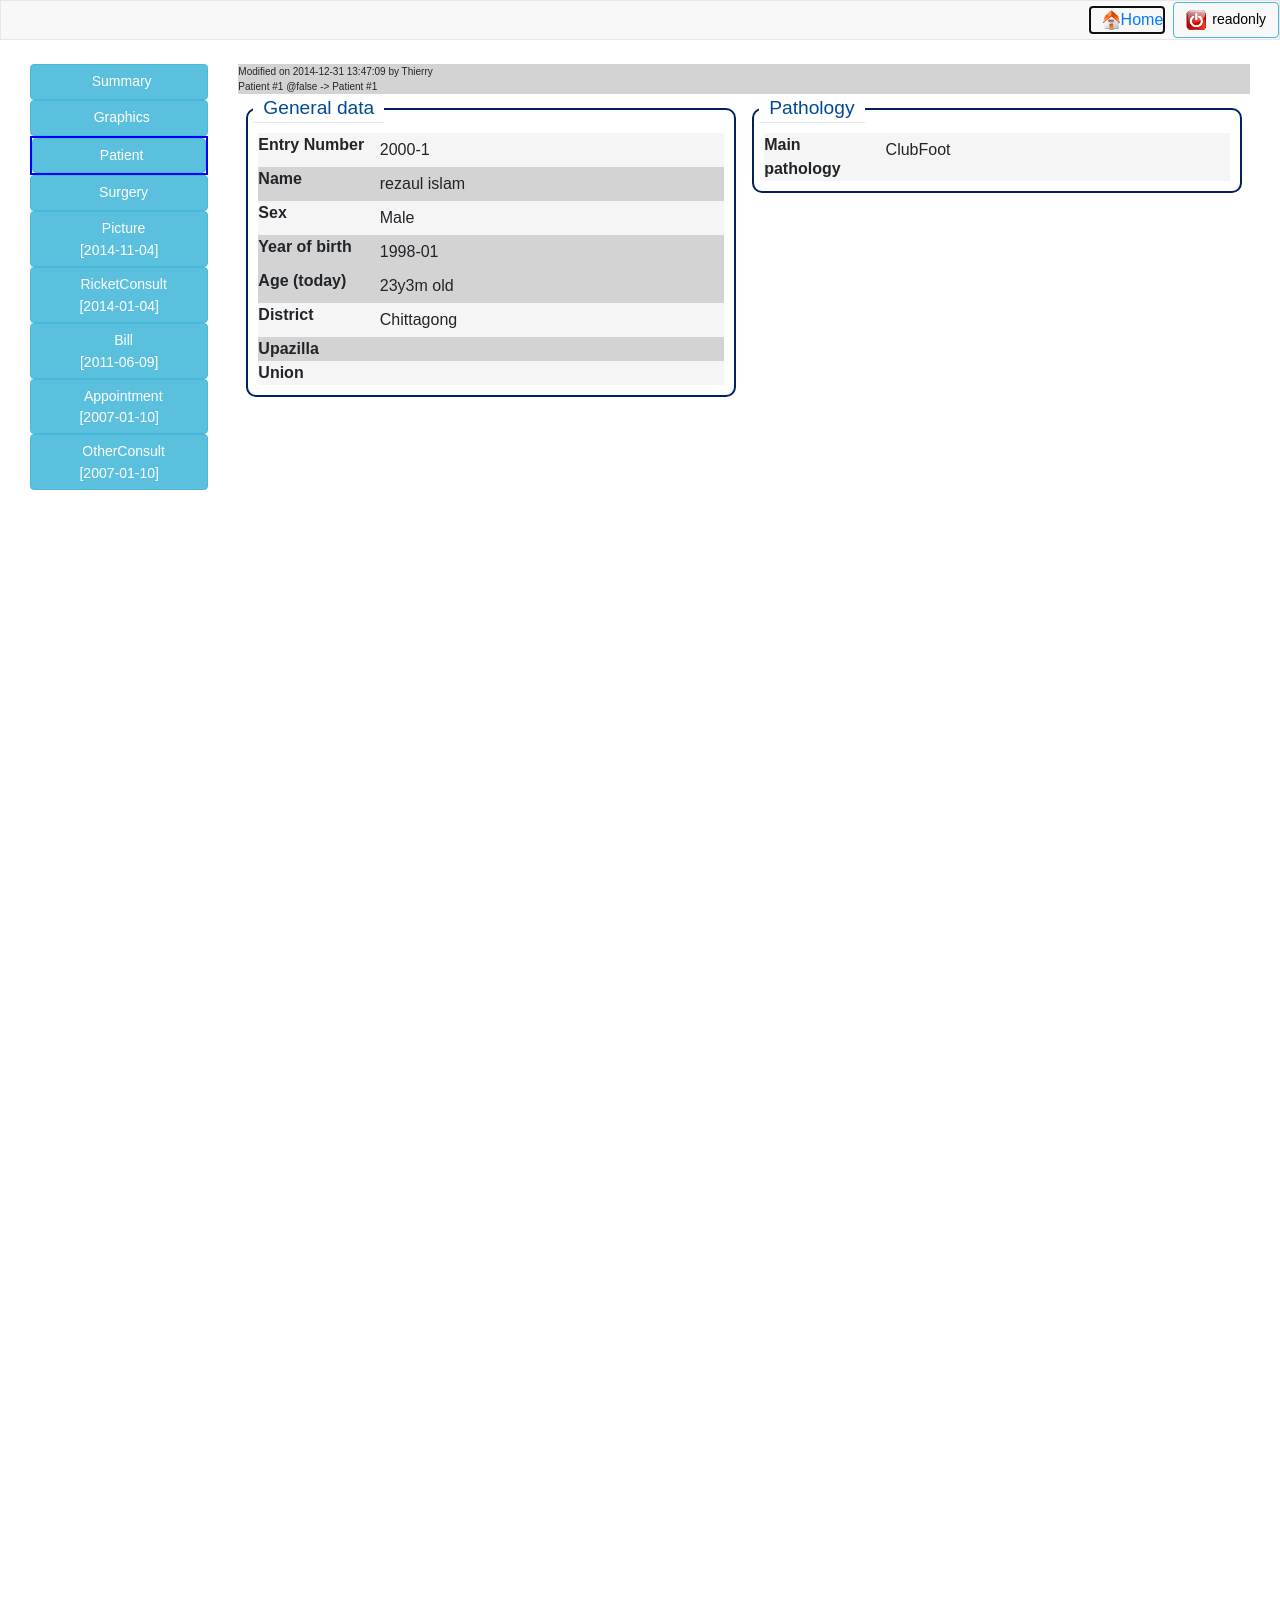 Home readonly
Summary
Graphics
Patient
Surgery
Picture
[2014-11-04]
RicketConsult
[2014-01-04]
Bill
[2011-06-09]
Appointment
[2007-01-10]
OtherConsult
[2007-01-10]
Modified on 2014-12-31 13:47:09 by Thierry
Patient #1 @false -> Patient #1
General data
Entry Number 2000-1
Name rezaul islam
Sex Male
Year of birth 1998-01
Age (today) 23y3m old
District Chittagong
Upazilla
Union
Pathology
Main
pathology ClubFoot